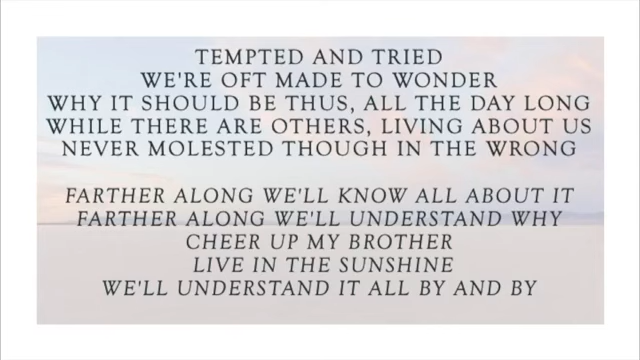 TEMPTED AND TRIED
WE'RE OFT MADE TO WONDER
WHY IT SHOULD BE THUS, ALL THE DAY LONG
WHILE THERE ARE OTHERS, LIVING ABOUT US
NEVER MOLESTED THOUGH IN THE WRONG
FARTHER ALONG WE'LL KNOW ALL ABOUT IT
FARTHER ALONG WE'LL UNDERSTAND WHY
CHEER UP MY BROTHER
LIVE IN THE SUNSHINE
WE'LL UNDERSTAND IT ALL BY AND BY